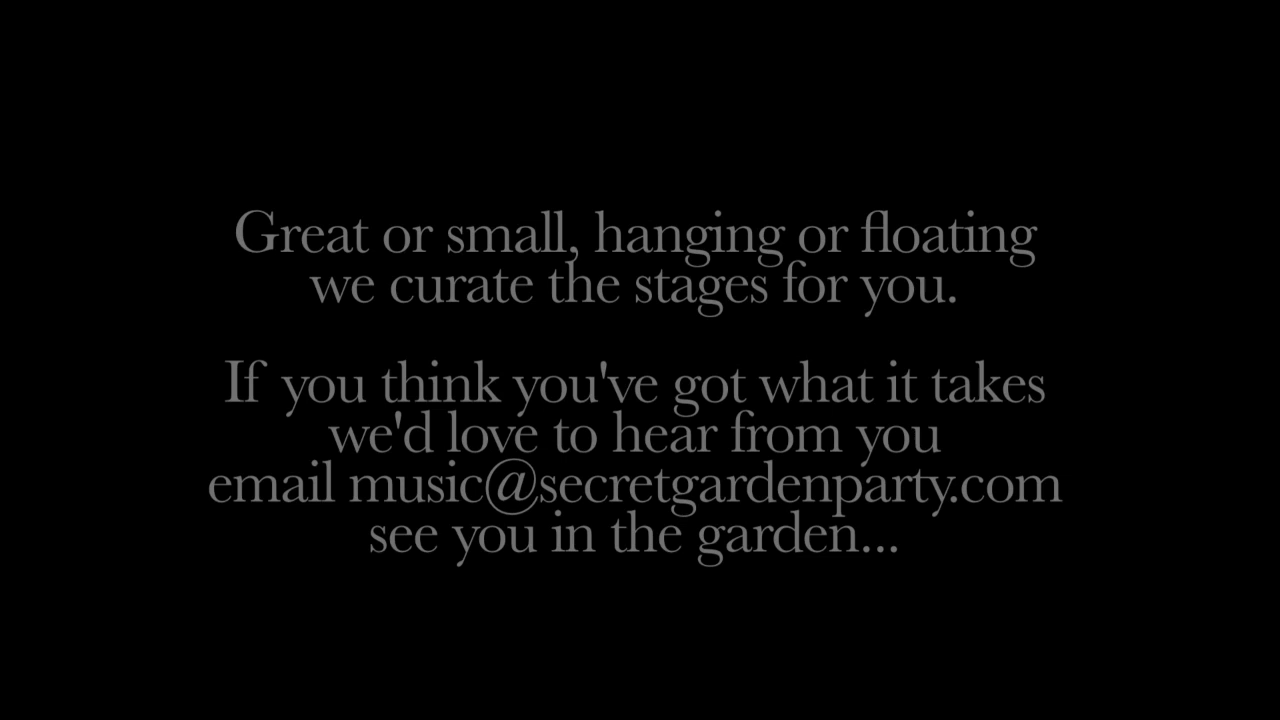 Great or small, hanging or floating
we curate the stages for you.
If you think you've got what it takes
we'd love to hear from you
email music@secretgardenparty.com
see you in the garden...